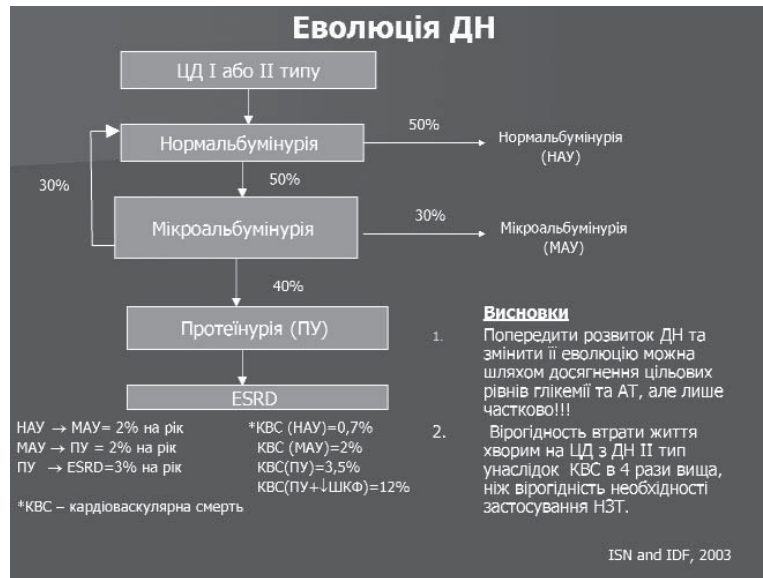 Еволюція ДН
ЦД І або ІІ типу
Нормальбумінурія
50%
Нормальбумінурія
(НАУ)
30%
50%
Мікроальбумінурія
30%
Мікроальбумінурія
(МАУ)
40%
Протеїнурія (ПУ)
ESRD
НАУ → МАУ= 2% на рік
МАУ → ПУ = 2% на рік
ПУ → ESRD=3% на рік
*КВС (НАУ)=0,7%
КВС (МАУ)=2%
КВС(ПУ)=3,5%
КВС(ПУ+↓ШКФ)=12%
*КВС – кардіоваскулярна смерть
Висновки
1. Попередити розвиток ДН та
змінити її еволюцію можна
шляхом досягнення цільових
рівнів глікемії та АТ, але лише
частково!!!
2. Вірогідность втрати життя
хворим на ЦД з ДН ІІ тип
унаслідок КВС в 4 рази вища,
ніж вірогідність необхідності
застосування НЗТ.
ISN and IDF, 2003